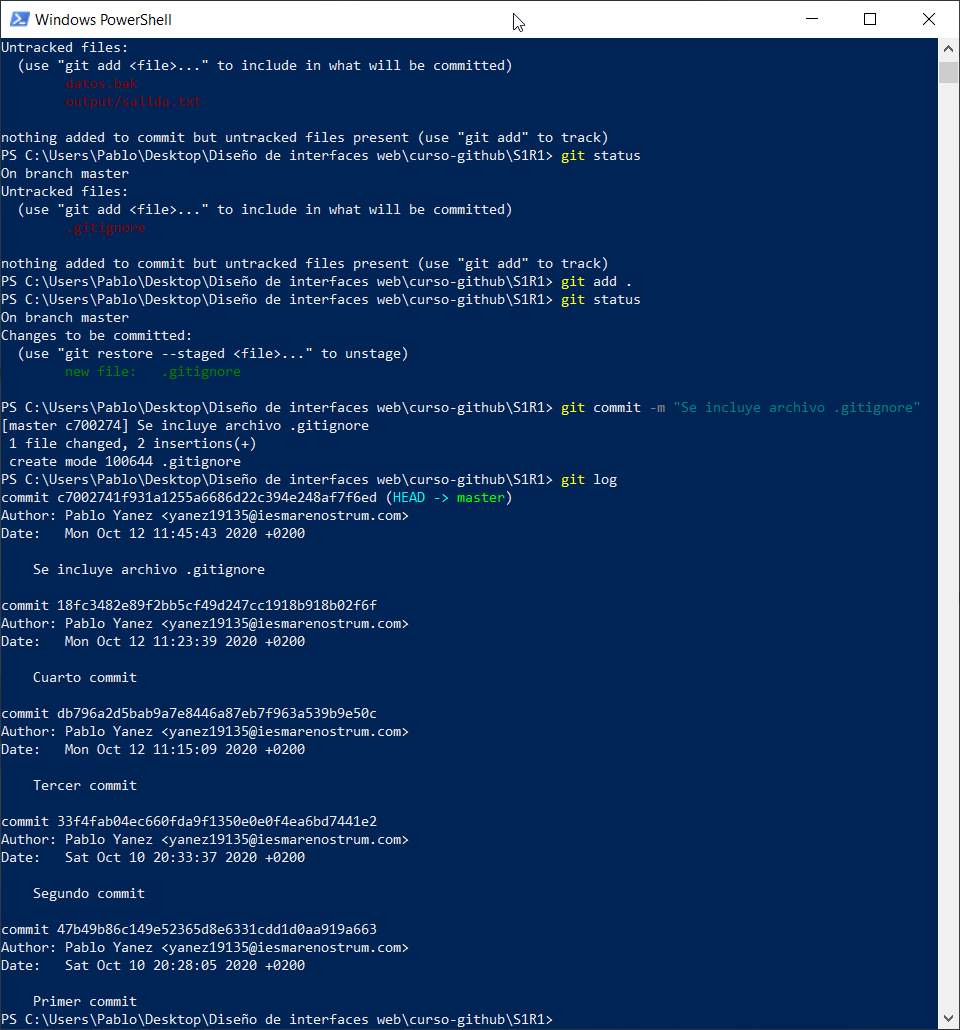 Windows PowerShell
Untracked files:
  (use "git add <file>..." to include in what will be committed)
        datos.bak
        output/salida.txt

nothing added to commit but untracked files present (use "git add" to track)
PS C:\Users\Pablo\Desktop\Diseño de interfaces web\curso-github\S1R1> git status
On branch master
Untracked files:
  (use "git add <file>..." to include in what will be committed)
        .gitignore

nothing added to commit but untracked files present (use "git add" to track)
PS C:\Users\Pablo\Desktop\Diseño de interfaces web\curso-github\S1R1> git add .
PS C:\Users\Pablo\Desktop\Diseño de interfaces web\curso-github\S1R1> git status
On branch master
Changes to be committed:
  (use "git restore --staged <file>..." to unstage)
        new file:   .gitignore

PS C:\Users\Pablo\Desktop\Diseño de interfaces web\curso-github\S1R1> git commit -m "Se incluye archivo .gitignore"
[master c700274] Se incluye archivo .gitignore
 1 file changed, 2 insertions(+)
 create mode 100644 .gitignore
PS C:\Users\Pablo\Desktop\Diseño de interfaces web\curso-github\S1R1> git log
commit c7002741f931a1255a6686d22c394e248af7f6ed (HEAD -> master)
Author: Pablo Yanez <yanez19135@iesmarenostrum.com>
Date:   Mon Oct 12 11:45:43 2020 +0200

    Se incluye archivo .gitignore

commit 18fc3482e89f2bb5cf49d247cc1918b918b02f6f
Author: Pablo Yanez <yanez19135@iesmarenostrum.com>
Date:   Mon Oct 12 11:23:39 2020 +0200

    Cuarto commit

commit db796a2d5bab9a7e8446a87eb7f963a539b9e50c
Author: Pablo Yanez <yanez19135@iesmarenostrum.com>
Date:   Mon Oct 12 11:15:09 2020 +0200

    Tercer commit

commit 33f4fab04ec660fda9f1350e0e0f4ea6bd7441e2
Author: Pablo Yanez <yanez19135@iesmarenostrum.com>
Date:   Sat Oct 10 20:33:37 2020 +0200

    Segundo commit

commit 47b49b86c149e52365d8e6331cdd1d0aa919a663
Author: Pablo Yanez <yanez19135@iesmarenostrum.com>
Date:   Sat Oct 10 20:28:05 2020 +0200

    Primer commit
PS C:\Users\Pablo\Desktop\Diseño de interfaces web\curso-github\S1R1>